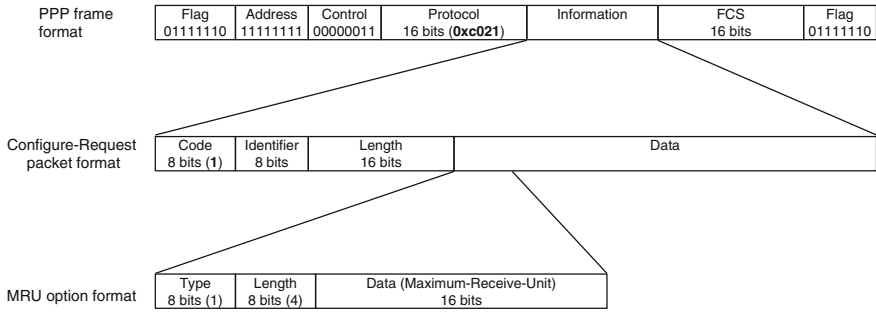 PPP frame format
Flag 01111110
Address 11111111
Control 00000011
Protocol 16 bits (0xc021)
Information
FCS 16 bits
Flag 01111110
Configure-Request packet format
Code 8 bits (1)
Identifier 8 bits
Length 16 bits
Data
MRU option format
Type 8 bits (1)
Length 8 bits (4)
Data (Maximum-Receive-Unit) 16 bits